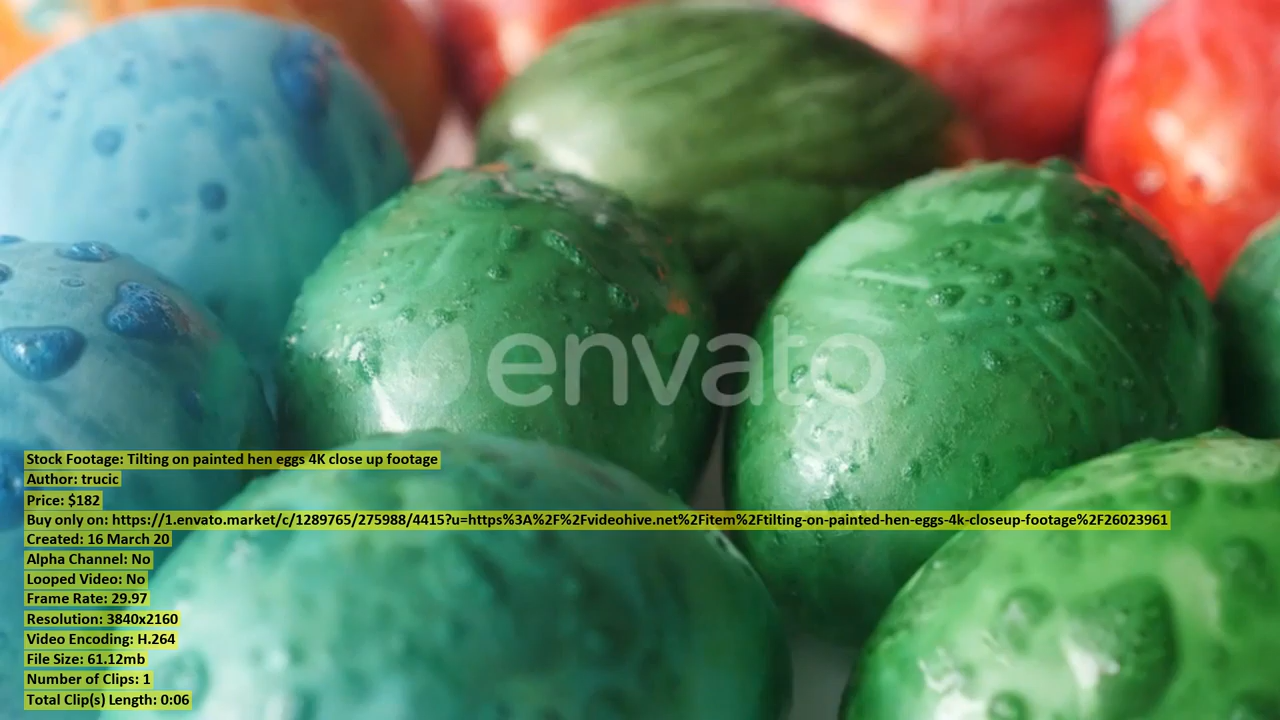 envato
Stock Footage: Tilting on painted hen eggs 4K close up footage
Author: trucic
Price: $182
Buy only on: https://1.envato.market/c/1289765/275988/4415?u=https%3A%2F%2Fvideohive.net%2Fitem%2Ftilting-on-painted-hen-eggs-4k-closeup-footage%2F26023961
Created: 16 March 20
Alpha Channel: No
Looped Video: No
Frame Rate: 29.97
Resolution: 3840x2160
Video Encoding: H.264
File Size: 61.12mb
Number of Clips: 1
Total Clip(s) Length: 0:06